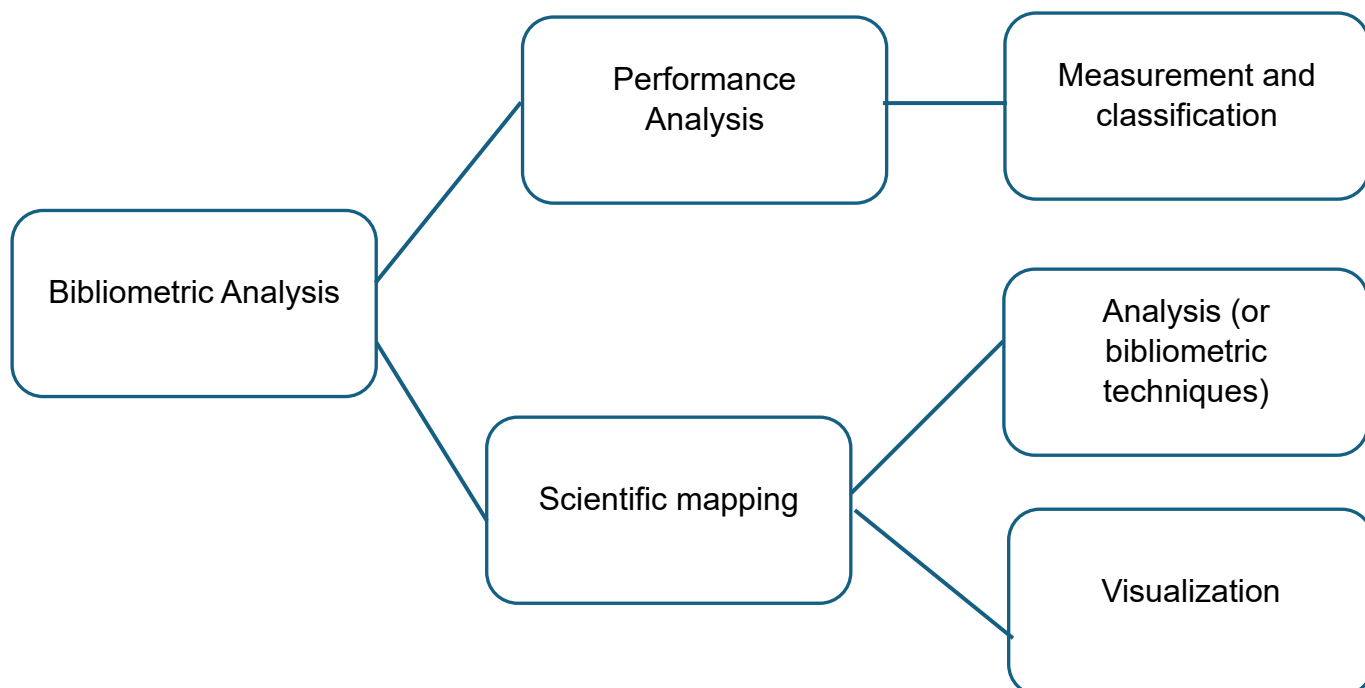 Performance
Analysis
Measurement and
classification
Bibliometric Analysis
Analysis (or
bibliometric
techniques)
Scientific mapping
Visualization